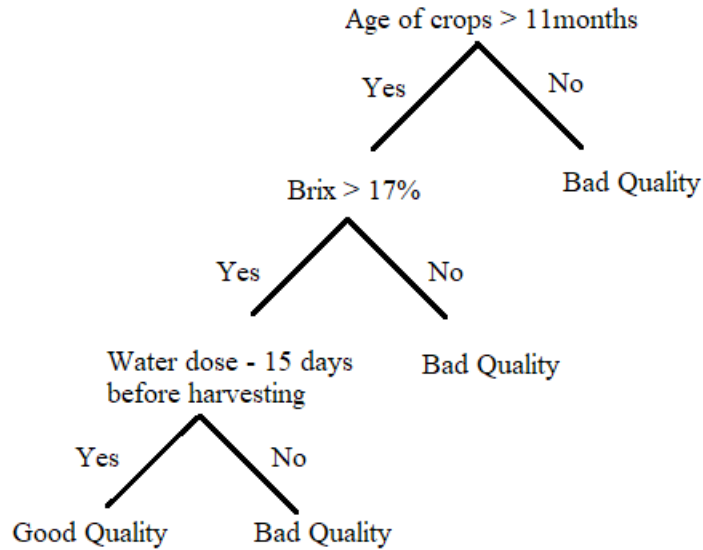 Age of crops > 11months
Yes
No
Brix > 17%
Bad Quality
Yes
No
Water dose - 15 days
before harvesting
Bad Quality
Yes
No
Good Quality
Bad Quality